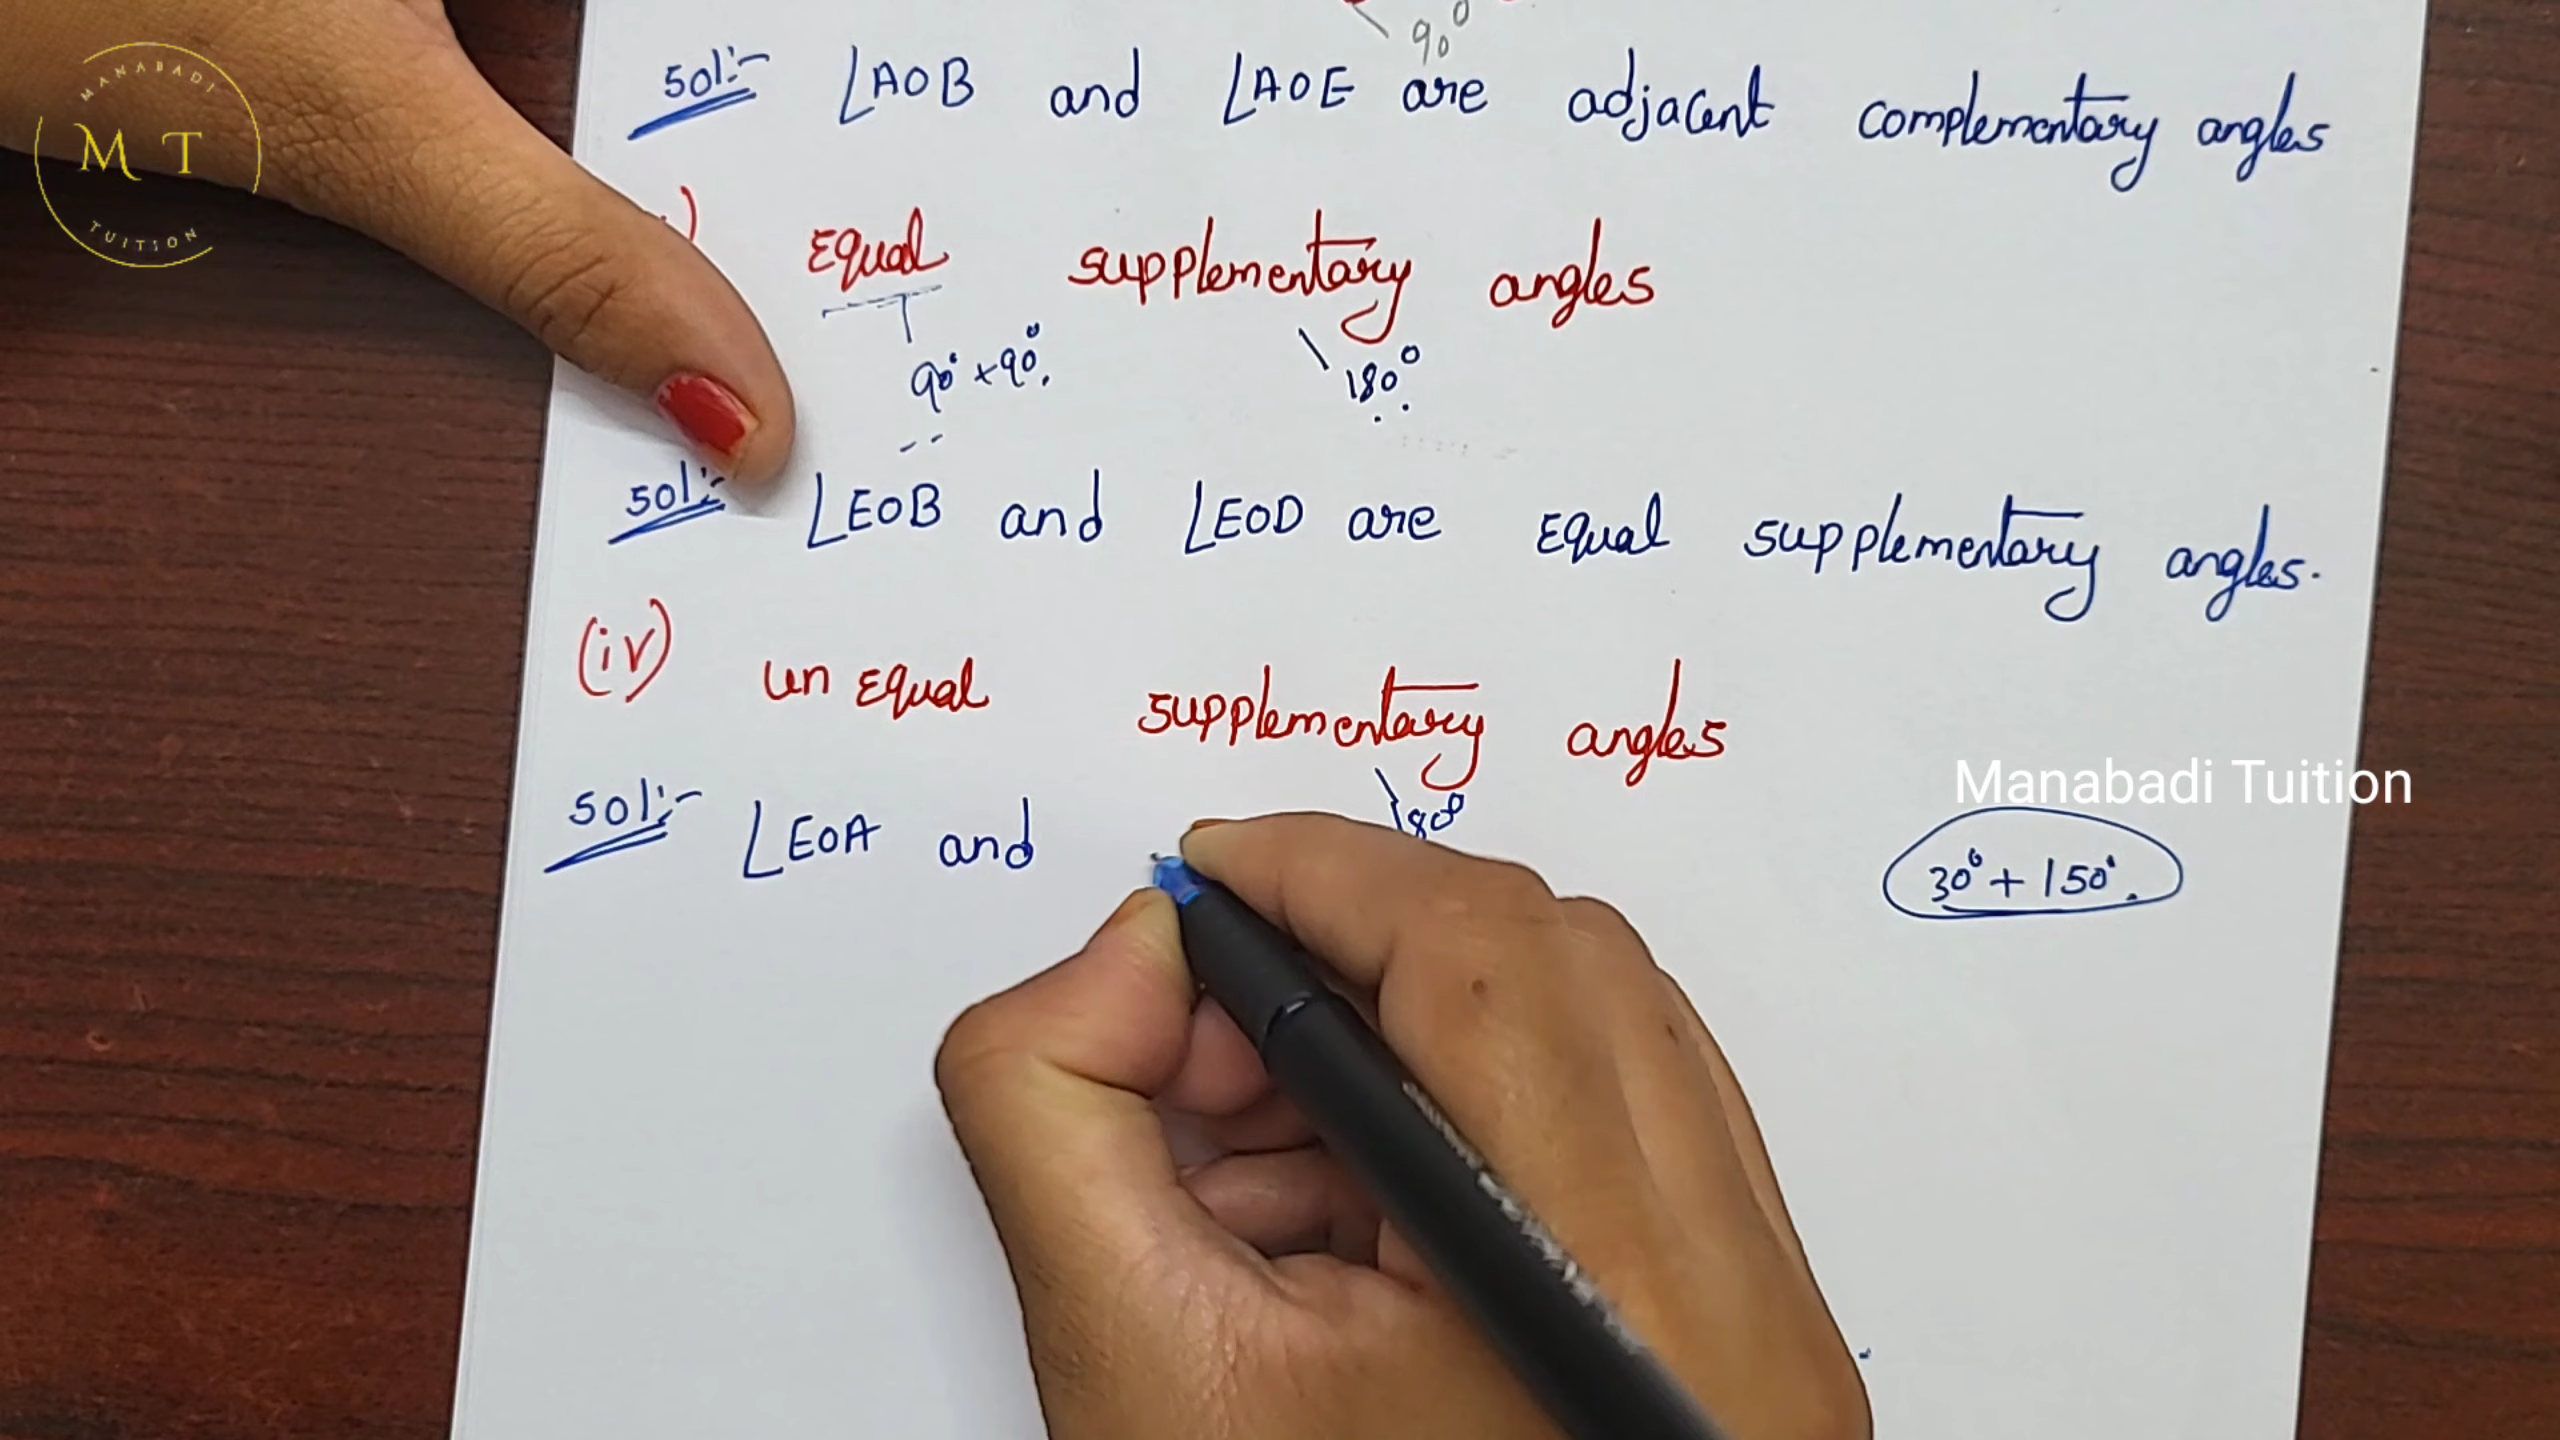 MANABADI
M T
TUITION
90°
Sol:- ∠AOB and ∠AOE are adjacent complementary angles
) Equal supplementary angles
90° + 90°. 180°
Sol:- ∠EOB and ∠EOD are Equal supplementary angles.
(iv) un Equal supplementary angles
180°
Manabadi Tuition
Sol:- ∠EOA and
30° + 150°.